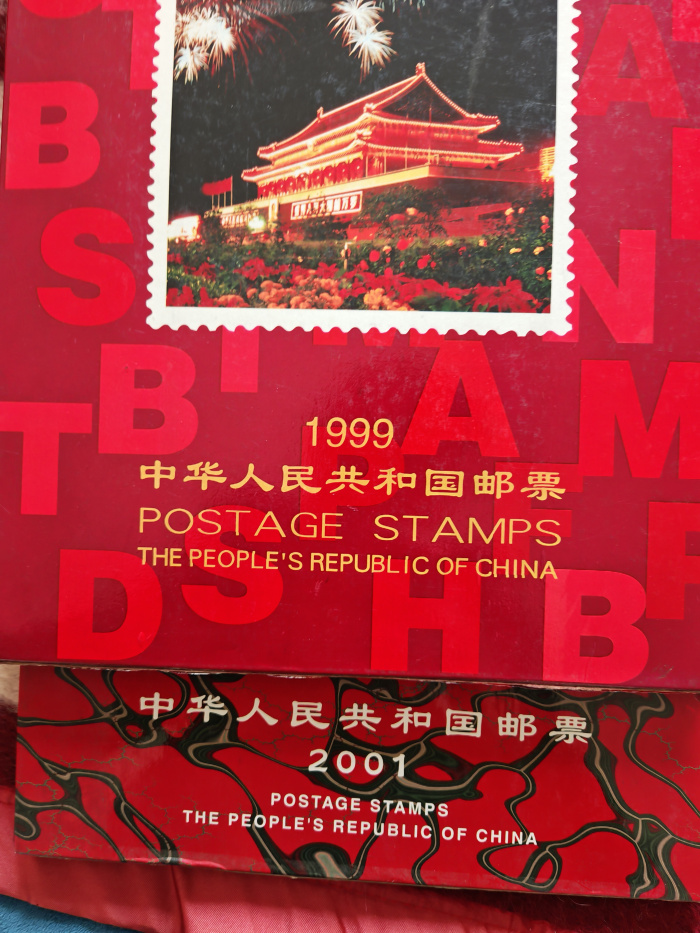 1999
中华人民共和国邮票
POSTAGE STAMPS
THE PEOPLE'S REPUBLIC OF CHINA
中华人民共和国邮票
2001
POSTAGE STAMPS
THE PEOPLE'S REPUBLIC OF CHINA